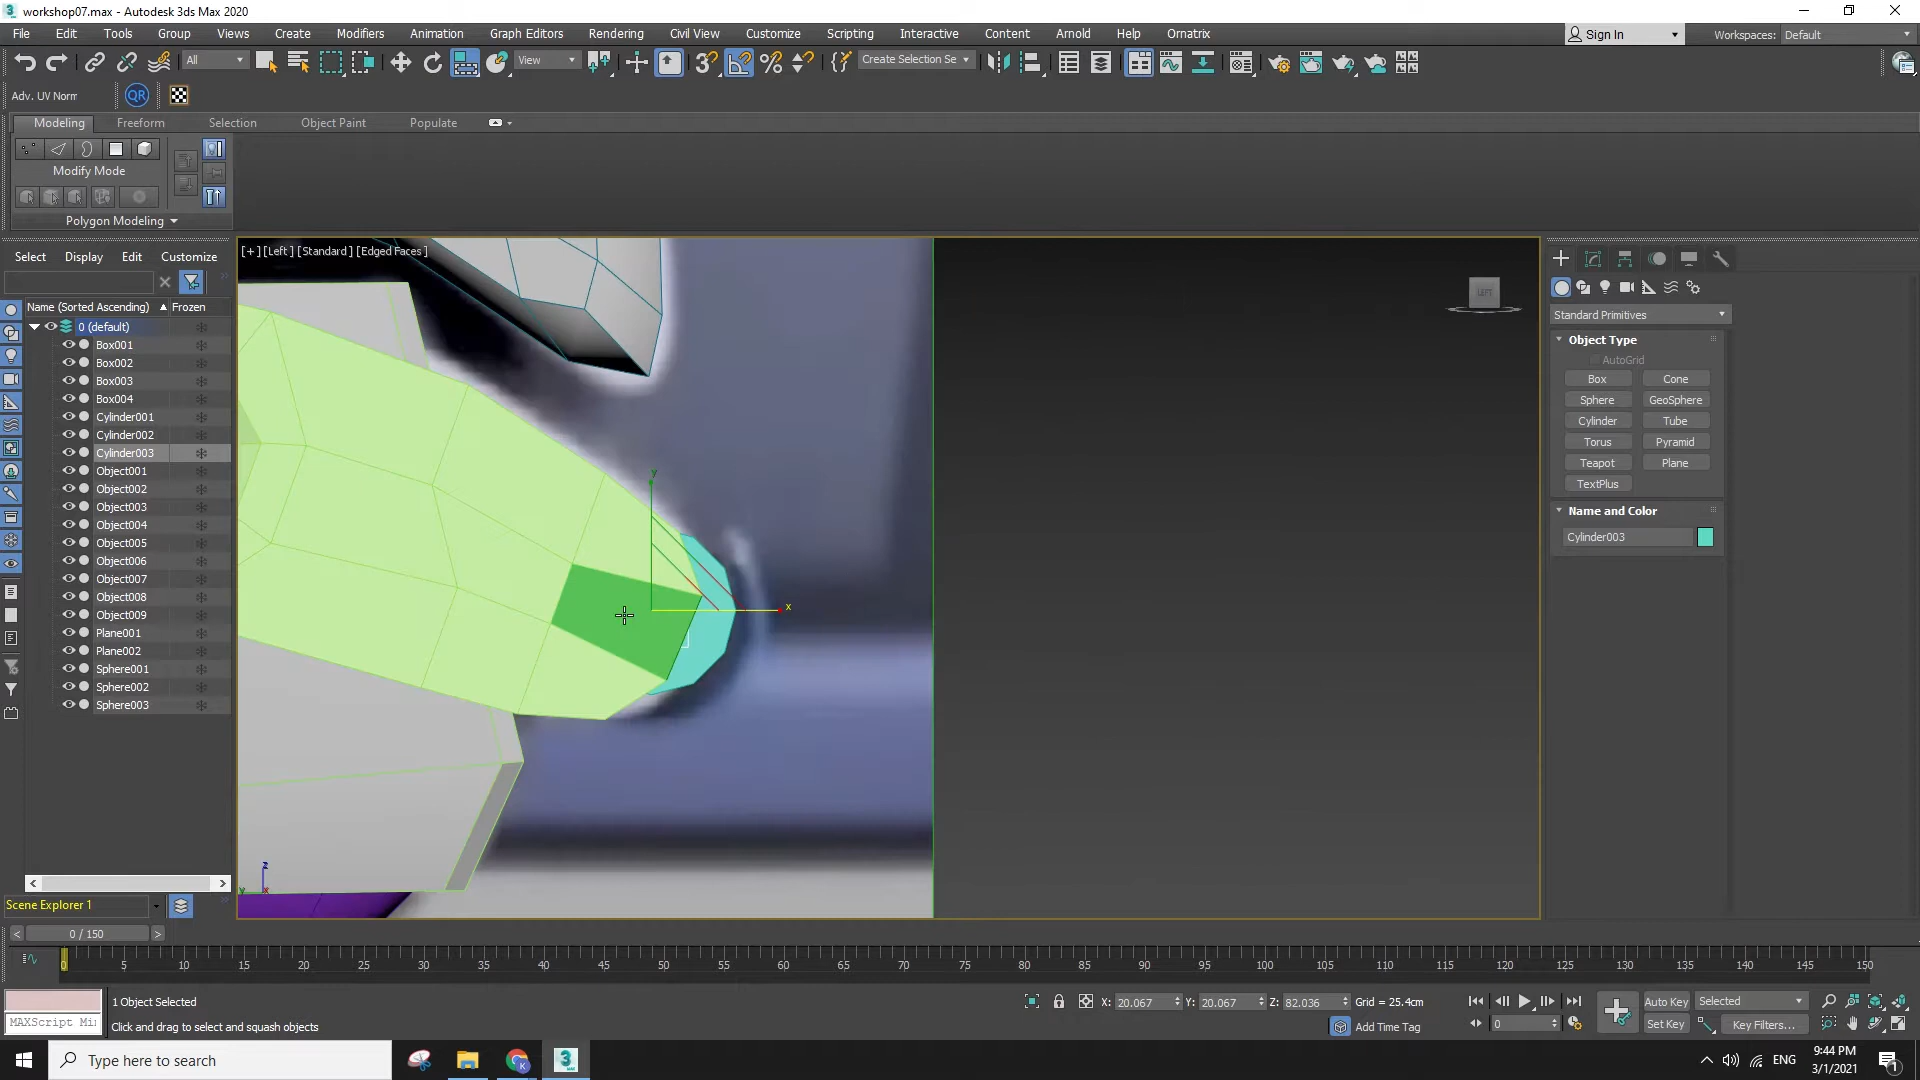 workshop07.max - Autodesk 3ds Max 2020
File Edit Tools Group Views Create Modifiers Animation Graph Editors Rendering Civil View Customize Scripting Interactive Content Arnold Help Ornatrix
Sign In Workspaces: Default
All View Create Selection Se
Adv. UV Norm QR
Modeling Freeform Selection Object Paint Populate
Modify Mode
Polygon Modeling
Select Display Edit Customize
Name (Sorted Ascending) Frozen
0 (default)
Box001
Box002
Box003
Box004
Cylinder001
Cylinder002
Cylinder003
Object001
Object002
Object003
Object004
Object005
Object006
Object007
Object008
Object009
Plane001
Plane002
Sphere001
Sphere002
Sphere003
Scene Explorer 1
[+] [Left] [Standard] [Edged Faces]
LEFT
y
x
z
y x
Standard Primitives
Object Type
AutoGrid
Box Cone
Sphere GeoSphere
Cylinder Tube
Torus Pyramid
Teapot Plane
TextPlus
Name and Color
Cylinder003
0 / 150
0 5 10 15 20 25 30 35 40 45 50 55 60 65 70 75 80 85 90 95 100 105 110 115 120 125 130 135 140 145 150
1 Object Selected
X: 20.067 Y: 20.067 Z: 82.036 Grid = 25.4cm
Auto Key Selected
MAXScript Mi
Click and drag to select and squash objects
Add Time Tag
0
Set Key Key Filters...
Type here to search
ENG
9:44 PM
3/1/2021
1